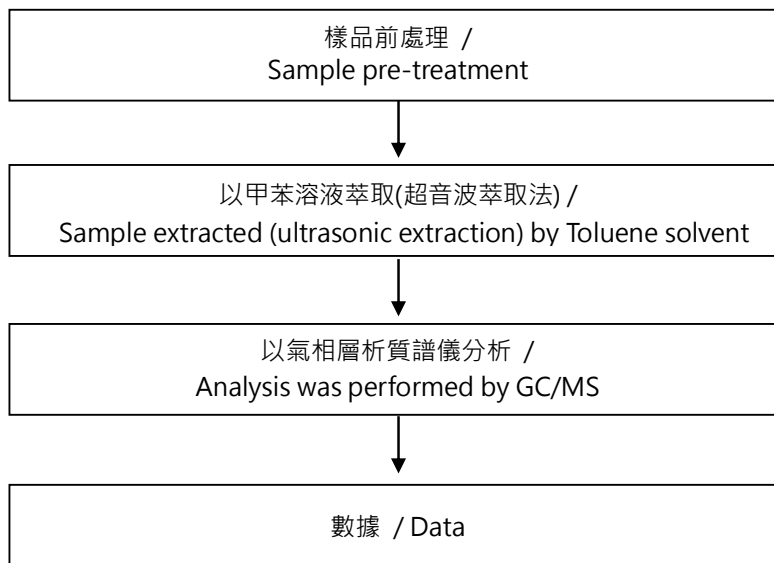 樣品前處理 /
Sample pre-treatment
以甲苯溶液萃取(超音波萃取法) /
Sample extracted (ultrasonic extraction) by Toluene solvent
以氣相層析質譜儀分析 /
Analysis was performed by GC/MS
數據 / Data